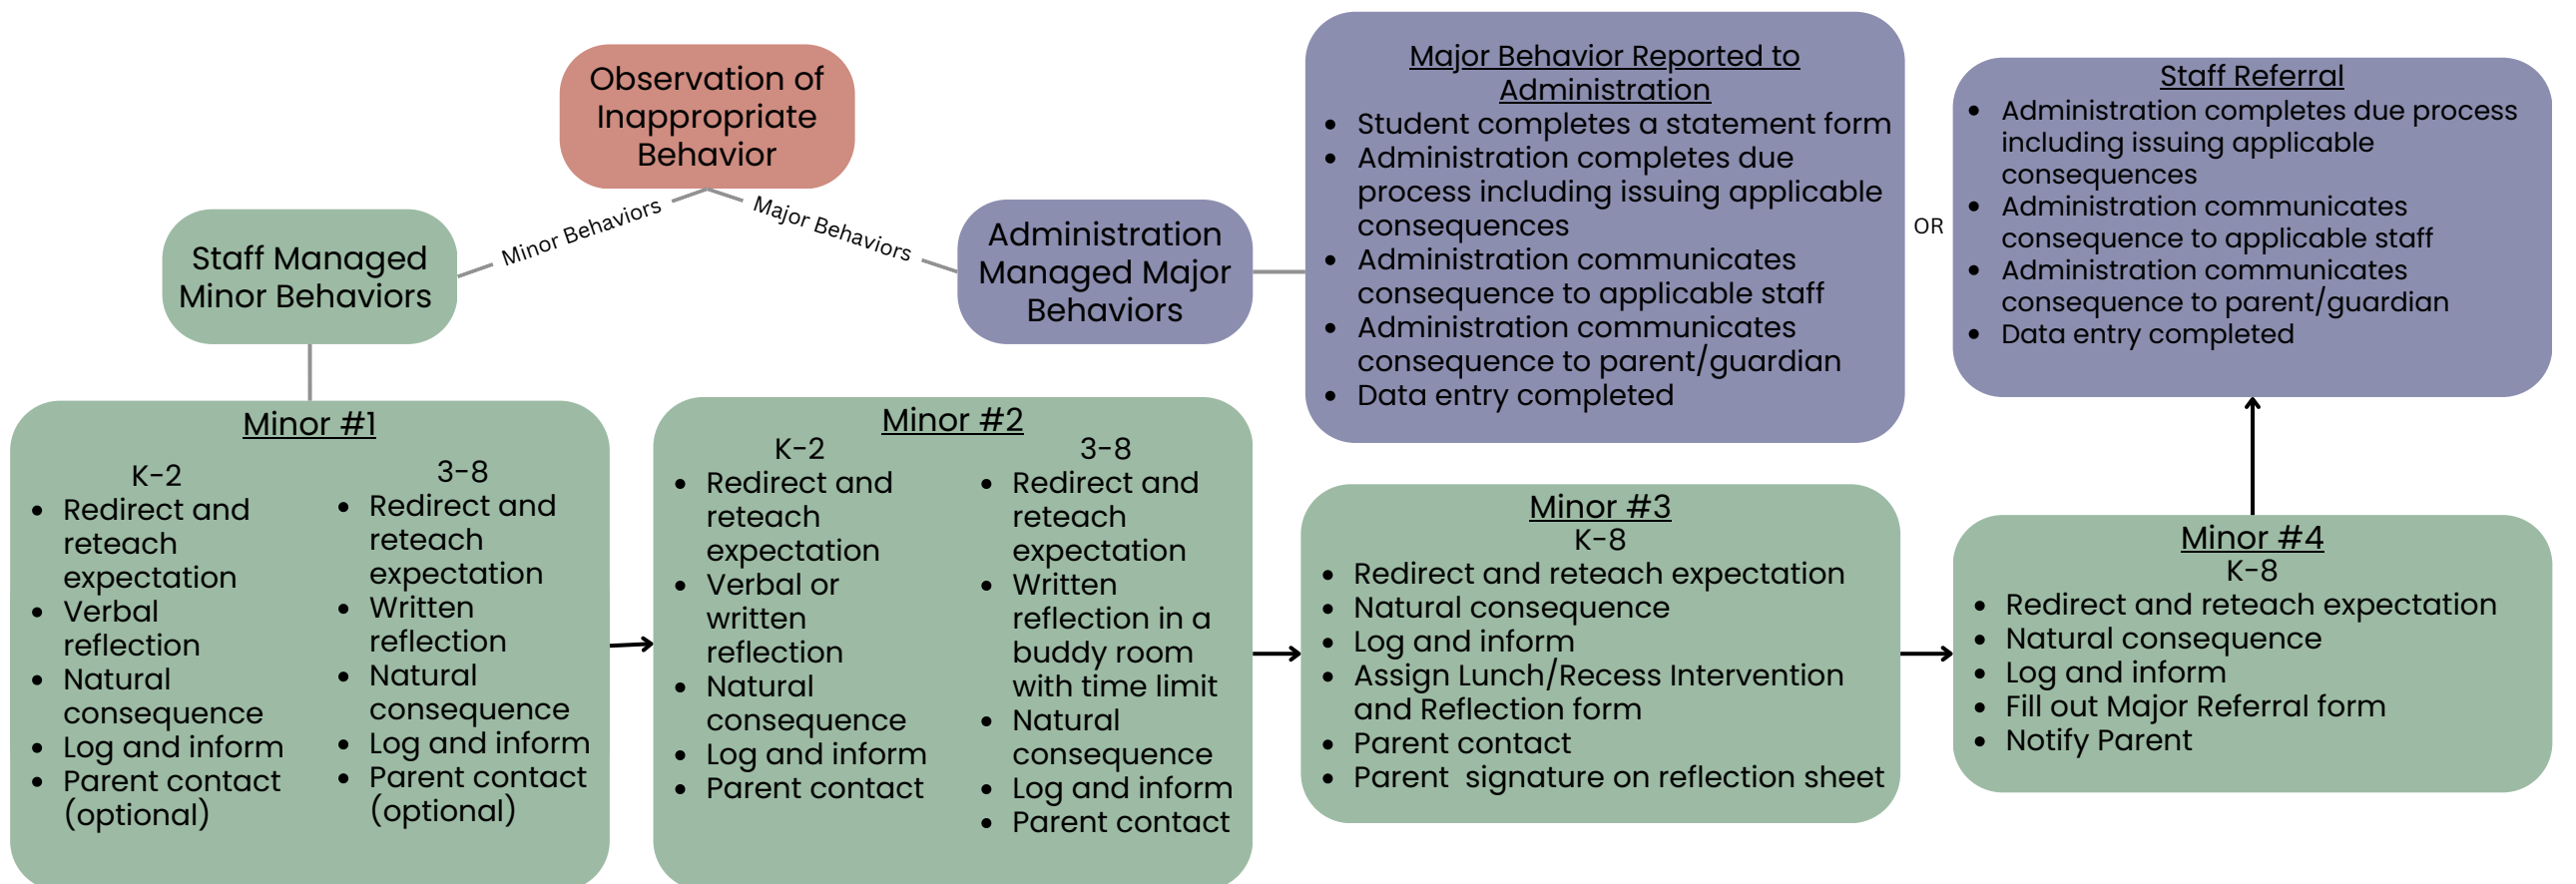 Observation of
Inappropriate
Behavior
Minor Behaviors
Major Behaviors
Staff Managed
Minor Behaviors
Administration
Managed Major
Behaviors
Major Behavior Reported to
Administration
• Student completes a statement form
• Administration completes due
process including issuing applicable
consequences
• Administration communicates
consequence to applicable staff
• Administration communicates
consequence to parent/guardian
• Data entry completed
OR
Staff Referral
• Administration completes due process
including issuing applicable
consequences
• Administration communicates
consequence to applicable staff
• Administration communicates
consequence to parent/guardian
• Data entry completed
Minor #1
K-2
• Redirect and
reteach
expectation
• Verbal
reflection
• Natural
consequence
• Log and inform
• Parent contact
(optional)
3-8
• Redirect and
reteach
expectation
• Written
reflection
• Natural
consequence
• Log and inform
• Parent contact
(optional)
Minor #2
K-2
• Redirect and
reteach
expectation
• Verbal or
written
reflection
• Natural
consequence
• Log and inform
• Parent contact
3-8
• Redirect and
reteach
expectation
• Written
reflection in a
buddy room
with time limit
• Natural
consequence
• Log and inform
• Parent contact
Minor #3
K-8
• Redirect and reteach expectation
• Natural consequence
• Log and inform
• Assign Lunch/Recess Intervention
and Reflection form
• Parent contact
• Parent  signature on reflection sheet
Minor #4
K-8
• Redirect and reteach expectation
• Natural consequence
• Log and inform
• Fill out Major Referral form
• Notify Parent